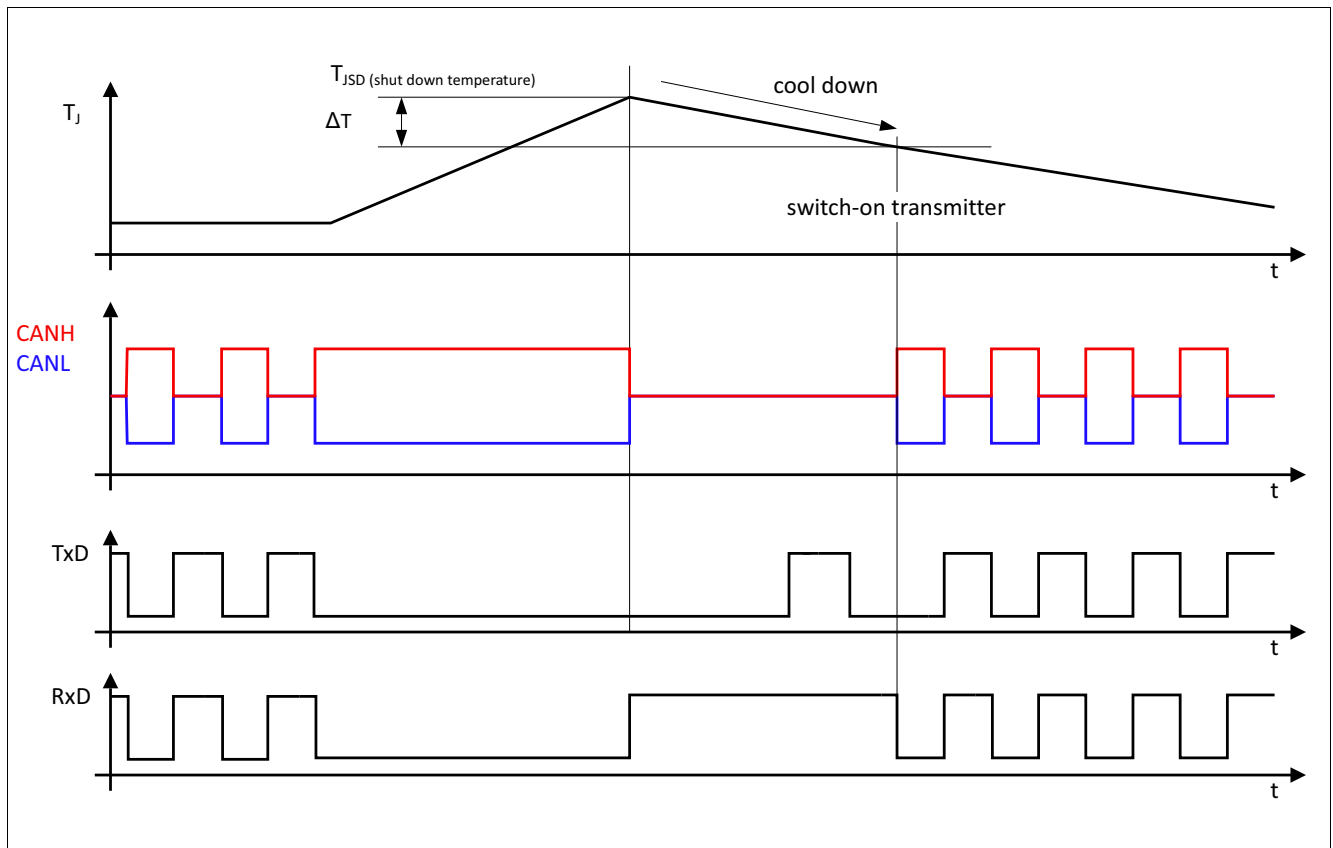 T_JSD (shut down temperature)
cool down
T_J
ΔT
switch-on transmitter
t
CANH
CANL
t
TxD
t
RxD
t